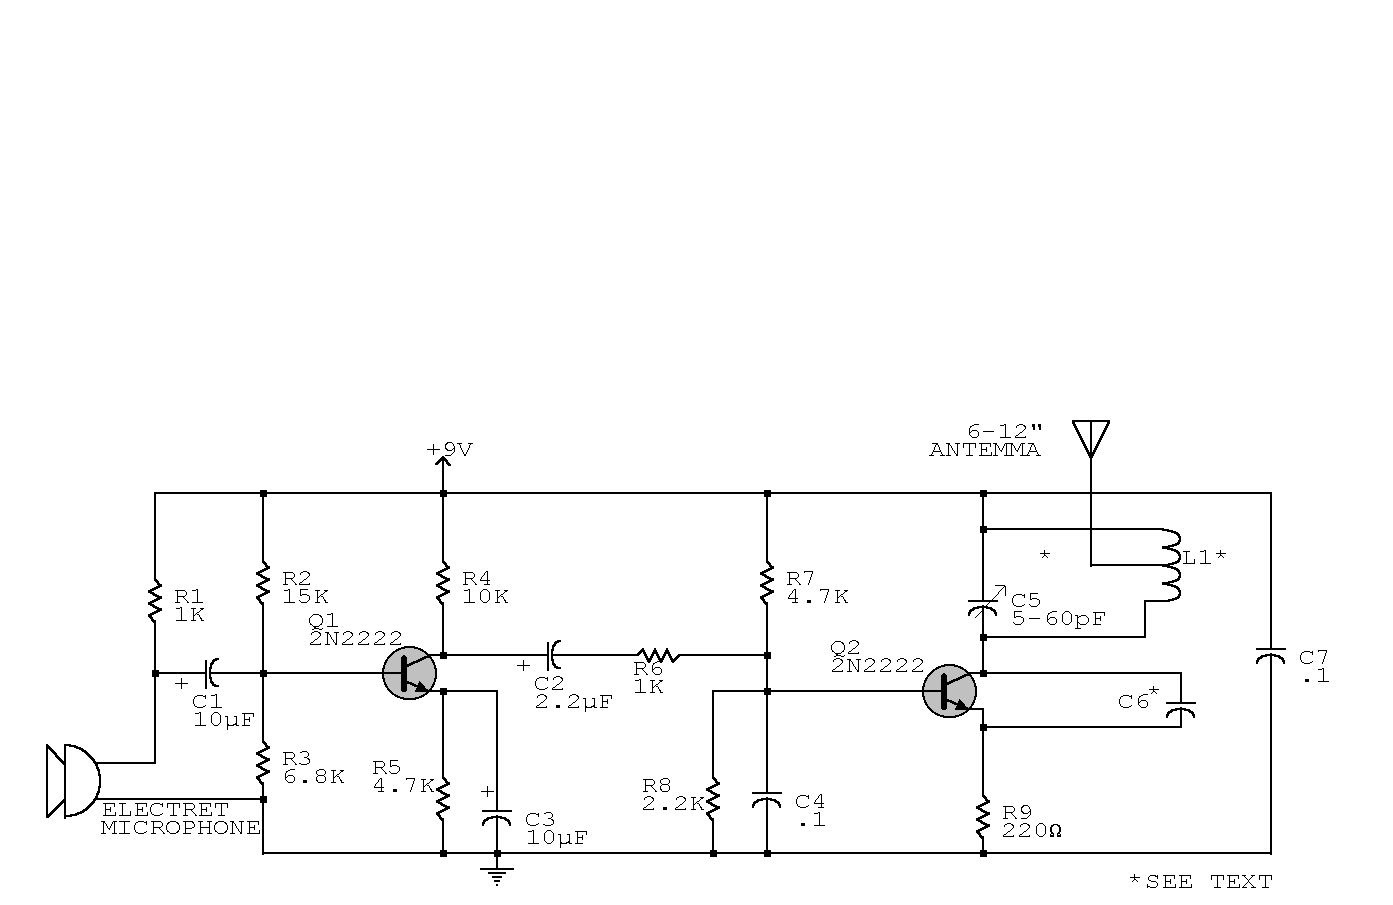 6-12"
ANTEMMA
+9V
*
L1*
R1
1K
R2
15K
R4
10K
R7
4.7K
C5
5-60pF
Q1
2N2222
Q2
2N2222
+
C1
10µF
+
C2
2.2µF
R6
1K
C6*
C7
.1
R3
6.8K
R5
4.7K
+
C3
10µF
R8
2.2K
C4
.1
R9
220Ω
ELECTRET
MICROPHONE
*SEE TEXT